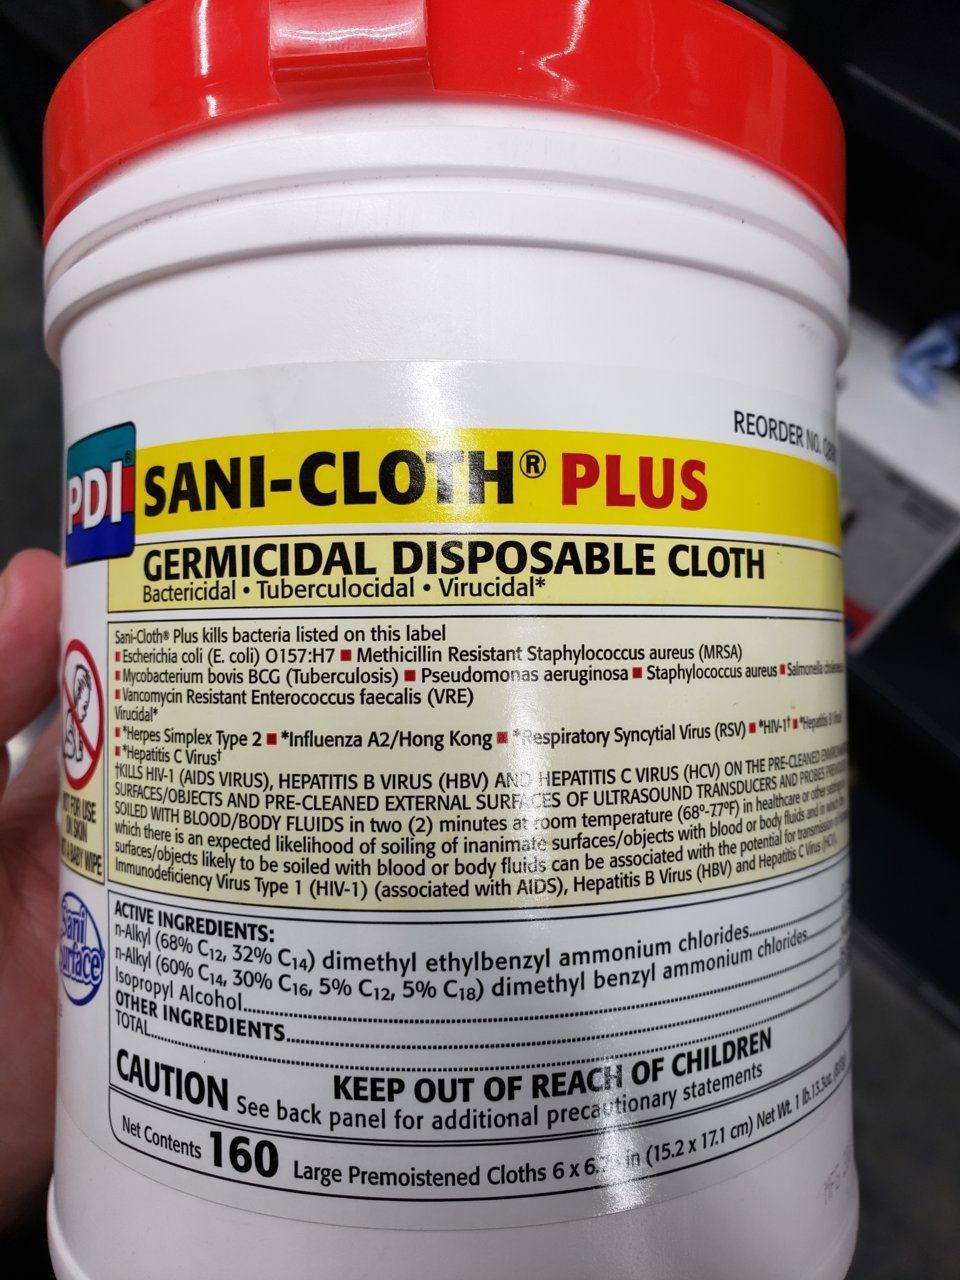 REORDER NO.
PDI®
SANI-CLOTH® PLUS
GERMICIDAL DISPOSABLE CLOTH
Bactericidal • Tuberculocidal • Virucidal*
Sani-Cloth® Plus kills bacteria listed on this label
■ Escherichia coli (E. coli) O157:H7 ■ Methicillin Resistant Staphylococcus aureus (MRSA)
■ Mycobacterium bovis BCG (Tuberculosis) ■ Pseudomonas aeruginosa ■ Staphylococcus aureus ■ Salmonella
■ Vancomycin Resistant Enterococcus faecalis (VRE)
Virucidal*
■ *Herpes Simplex Type 2 ■ *Influenza A2/Hong Kong ■ *Respiratory Syncytial Virus (RSV) ■ *HIV-1† ■ *Hepatitis B
■ *Hepatitis C Virus†
†KILLS HIV-1 (AIDS VIRUS), HEPATITIS B VIRUS (HBV) AND HEPATITIS C VIRUS (HCV) ON THE PRE-CLEANED
SURFACES/OBJECTS AND PRE-CLEANED EXTERNAL SURFACES OF ULTRASOUND TRANSDUCERS AND PROBES
SOILED WITH BLOOD/BODY FLUIDS in two (2) minutes at room temperature (68º-77ºF) in healthcare or other
which there is an expected likelihood of soiling of inanimate surfaces/objects with blood or body fluids and in
surfaces/objects likely to be soiled with blood or body fluids can be associated with the potential for transmission
Immunodeficiency Virus Type 1 (HIV-1) (associated with AIDS), Hepatitis B Virus (HBV) and Hepatitis C Virus (HCV).
FOR USE
ON SKIN
A BABY WIPE
Sani
Surface
ACTIVE INGREDIENTS:
n-Alkyl (68% C12, 32% C14) dimethyl ethylbenzyl ammonium chlorides
n-Alkyl (60% C14, 30% C16, 5% C12, 5% C18) dimethyl benzyl ammonium chlorides
Isopropyl Alcohol
OTHER INGREDIENTS
TOTAL
KEEP OUT OF REACH OF CHILDREN
CAUTION See back panel for additional precautionary statements
Net Contents 160 Large Premoistened Cloths 6 x in (15.2 x 17.1 cm) Net Wt. 1 lb.